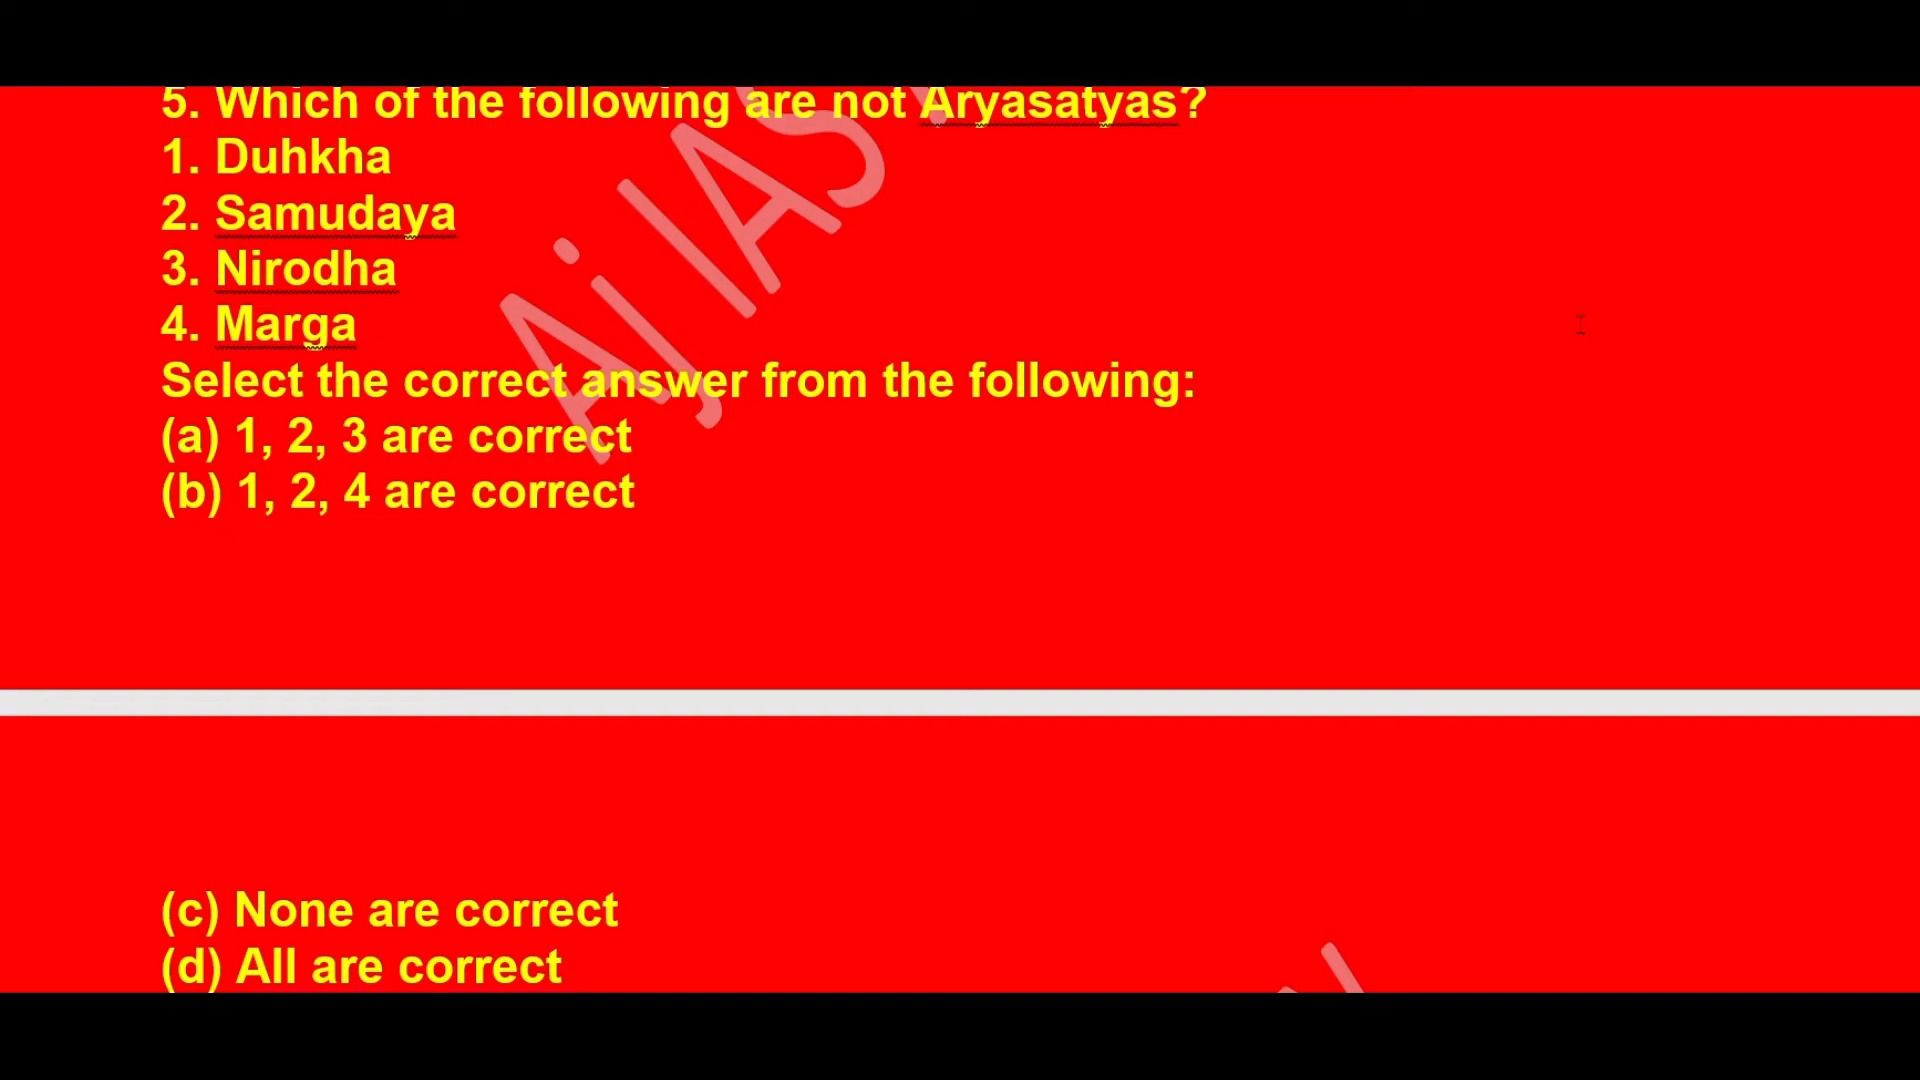 5. Which of the following are not Aryasatyas?
1. Duhkha
2. Samudaya
3. Nirodha
4. Marga
Select the correct answer from the following:
(a) 1, 2, 3 are correct
(b) 1, 2, 4 are correct
(c) None are correct
(d) All are correct
Aj IAS